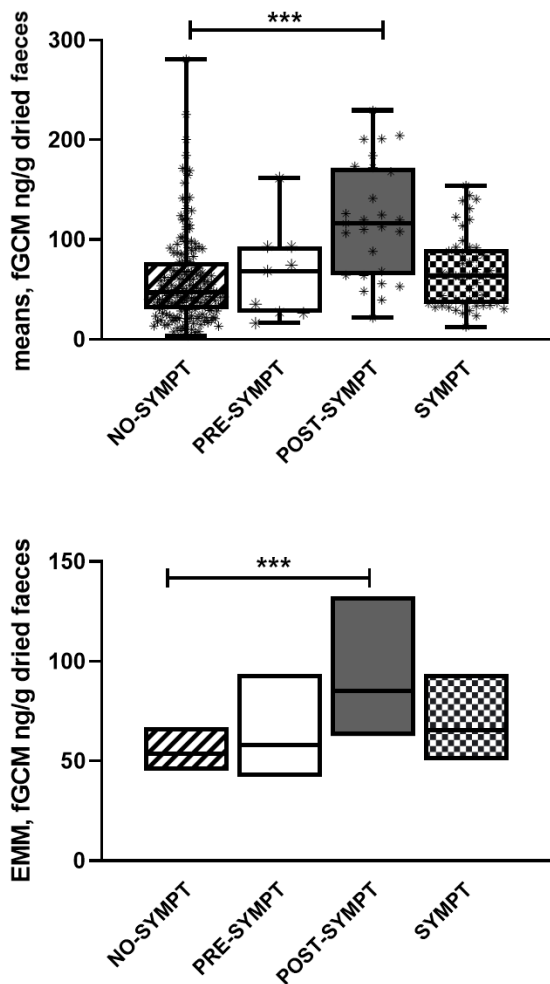 means, fGCM ng/g dried faeces
300
200
100
0
***
NO-SYMPT
PRE-SYMPT
POST-SYMPT
SYMPT
EMM, fGCM ng/g dried faeces
150
100
50
0
***
NO-SYMPT
PRE-SYMPT
POST-SYMPT
SYMPT